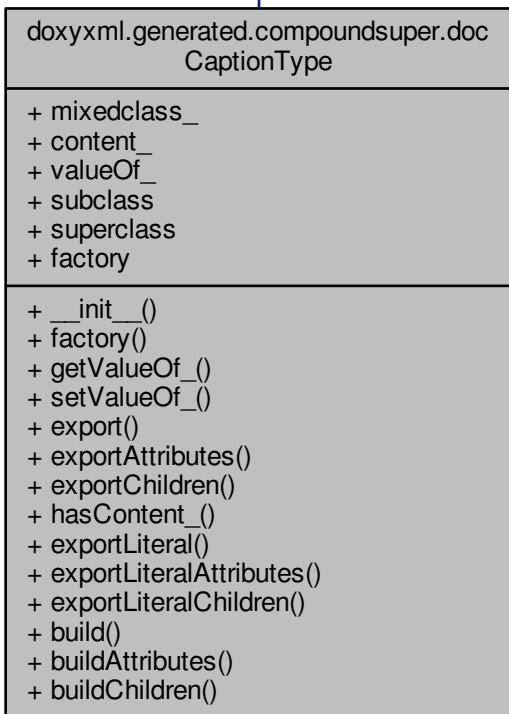 doxyxml.generated.compoundsuper.doc
CaptionType
+ mixedclass_
+ content_
+ valueOf_
+ subclass
+ superclass
+ factory
+ __init__()
+ factory()
+ getValueOf_()
+ setValueOf_()
+ export()
+ exportAttributes()
+ exportChildren()
+ hasContent_()
+ exportLiteral()
+ exportLiteralAttributes()
+ exportLiteralChildren()
+ build()
+ buildAttributes()
+ buildChildren()